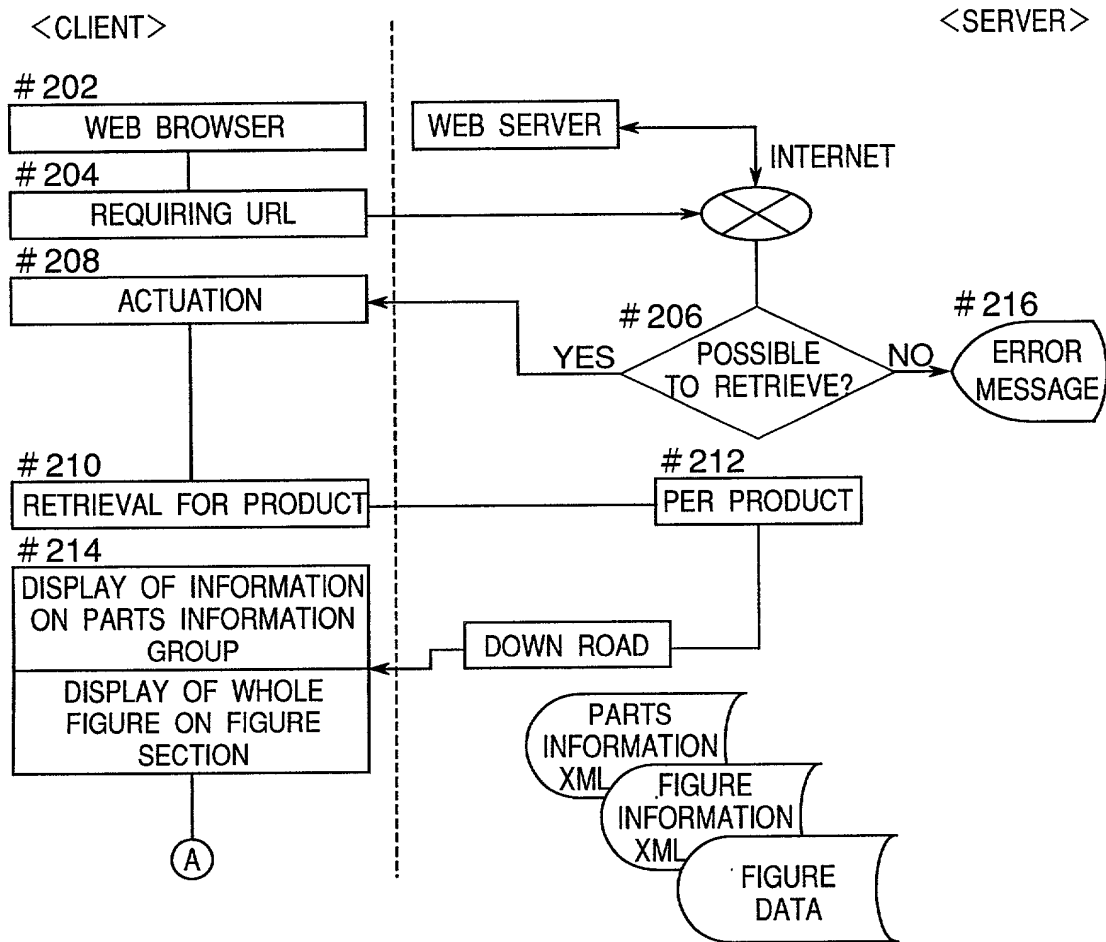 <CLIENT>
<SERVER>
#202
WEB BROWSER
WEB SERVER
INTERNET
#204
REQUIRING URL
#208
ACTUATION
#206
POSSIBLE
TO RETRIEVE?
YES
NO
#216
ERROR
MESSAGE
#210
RETRIEVAL FOR PRODUCT
#212
PER PRODUCT
#214
DISPLAY OF INFORMATION
ON PARTS INFORMATION
GROUP
DOWN ROAD
DISPLAY OF WHOLE
FIGURE ON FIGURE
SECTION
PARTS
INFORMATION
XML
FIGURE
INFORMATION
XML
FIGURE
DATA
A